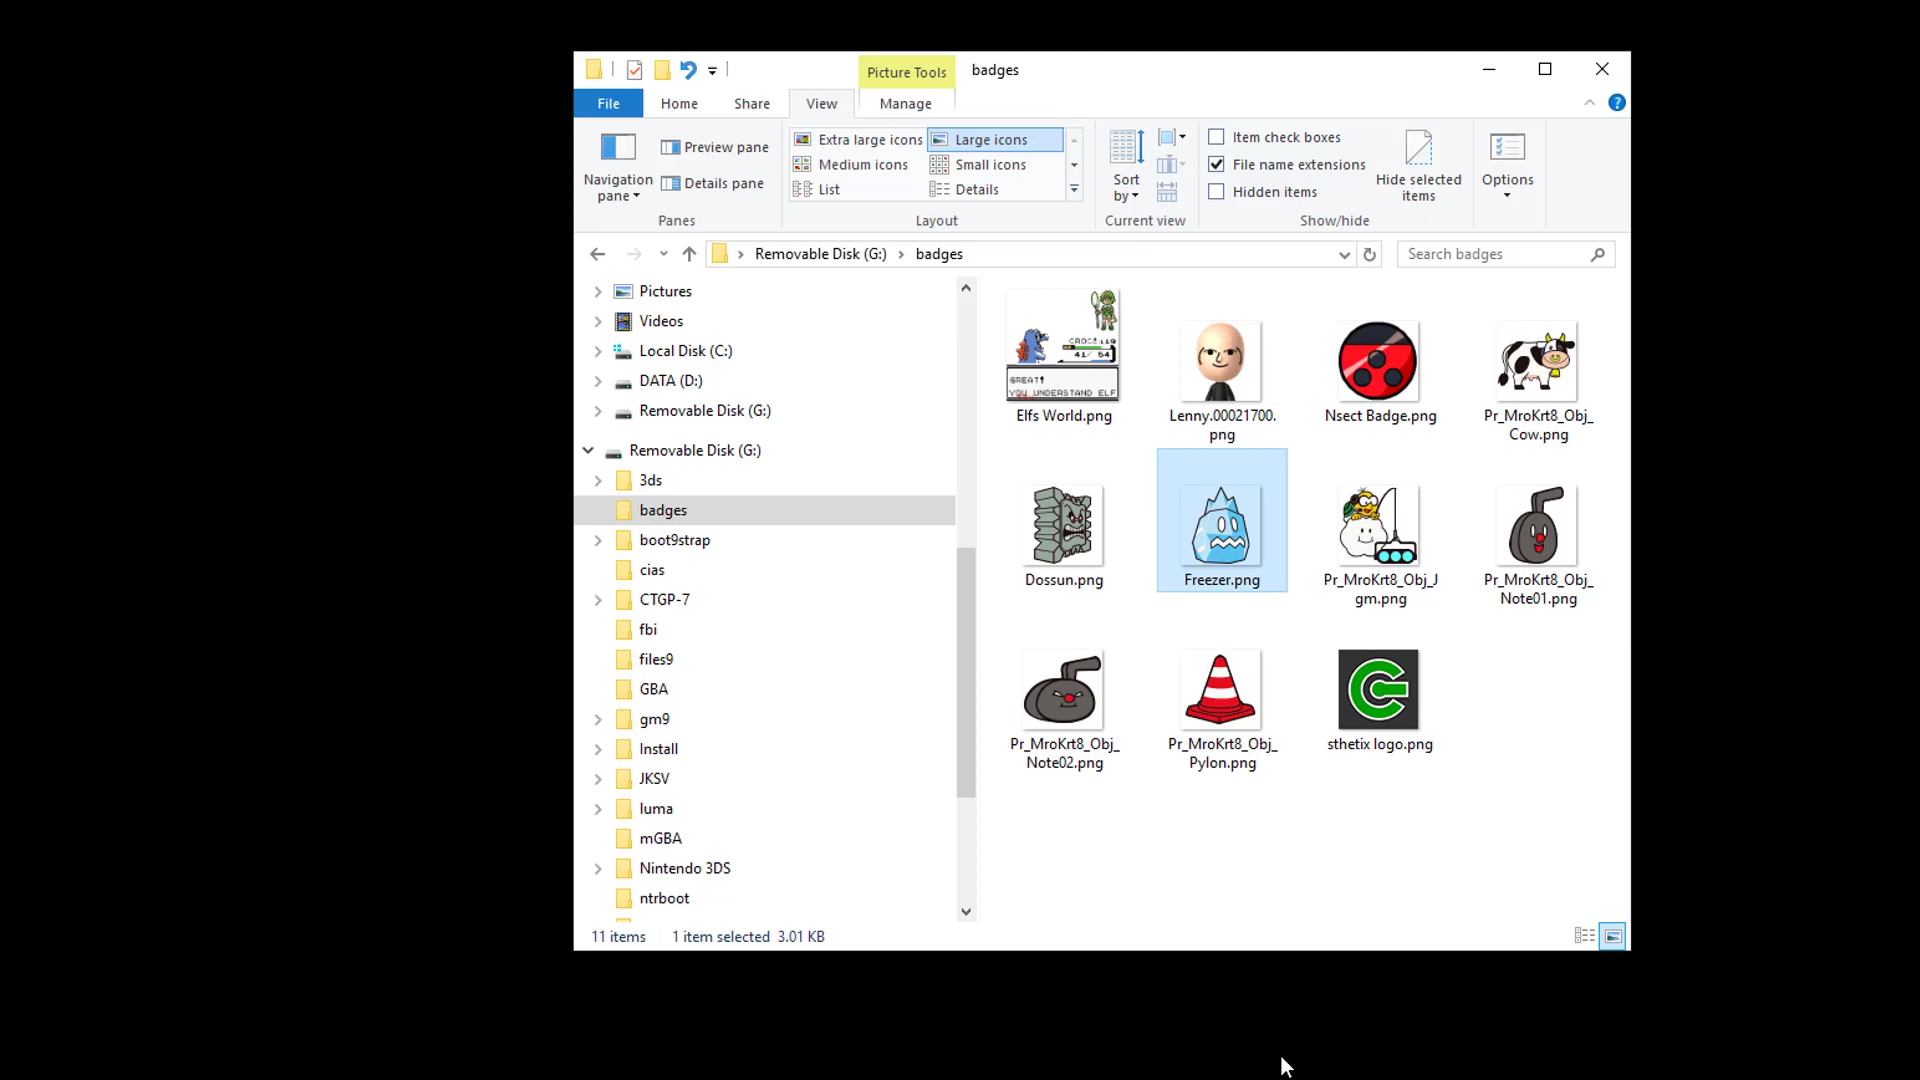 Picture Tools
badges
File
Home
Share
View
Manage
Navigation pane
Preview pane
Details pane
Panes
Extra large icons
Large icons
Medium icons
Small icons
List
Details
Layout
Sort by
Current view
Item check boxes
File name extensions
Hidden items
Hide selected items
Show/hide
Options
Removable Disk (G:)
badges
Search badges
Pictures
Videos
Local Disk (C:)
DATA (D:)
Removable Disk (G:)
Removable Disk (G:)
3ds
badges
boot9strap
cias
CTGP-7
fbi
files9
GBA
gm9
Install
JKSV
luma
mGBA
Nintendo 3DS
ntrboot
41/ 54
GREAT!
YOU UNDERSTAND ELF
Elfs World.png
Lenny.00021700.
png
Nsect Badge.png
Pr_MroKrt8_Obj_
Cow.png
Dossun.png
Freezer.png
Pr_MroKrt8_Obj_J
gm.png
Pr_MroKrt8_Obj_
Note01.png
Pr_MroKrt8_Obj_
Note02.png
Pr_MroKrt8_Obj_
Pylon.png
sthetix logo.png
11 items
1 item selected 3.01 KB